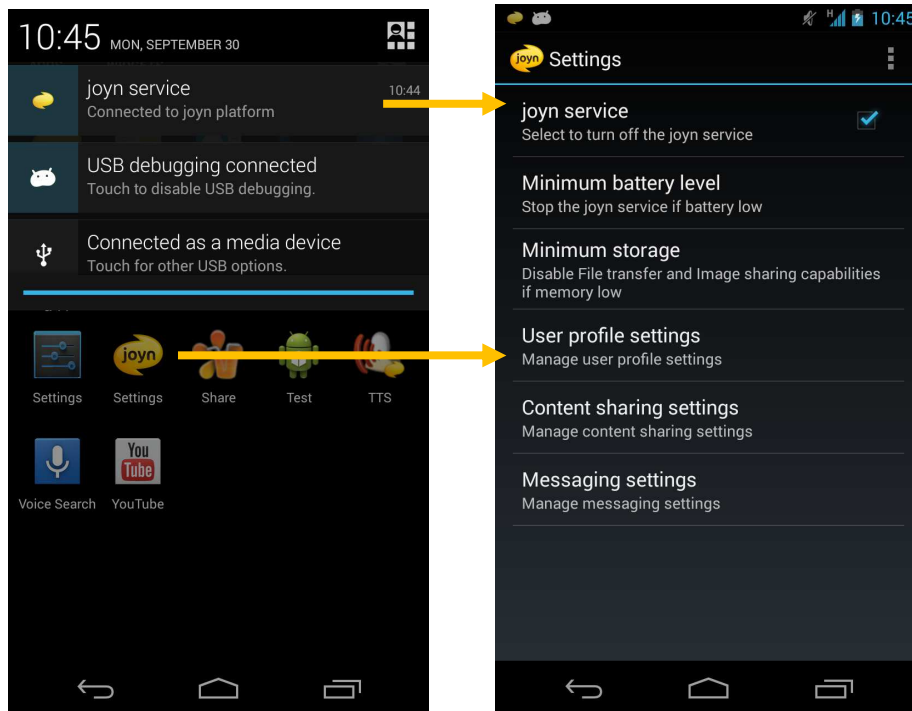 10:45 MON, SEPTEMBER 30
joyn service
10:44
Connected to joyn platform
USB debugging connected
Touch to disable USB debugging.
Connected as a media device
Touch for other USB options.
joyn
Settings
Settings
Share
Test
TTS
You
Tube
Voice Search
YouTube
H
10:45
joyn
Settings
joyn service
Select to turn off the joyn service
Minimum battery level
Stop the joyn service if battery low
Minimum storage
Disable File transfer and Image sharing capabilities
if memory low
User profile settings
Manage user profile settings
Content sharing settings
Manage content sharing settings
Messaging settings
Manage messaging settings